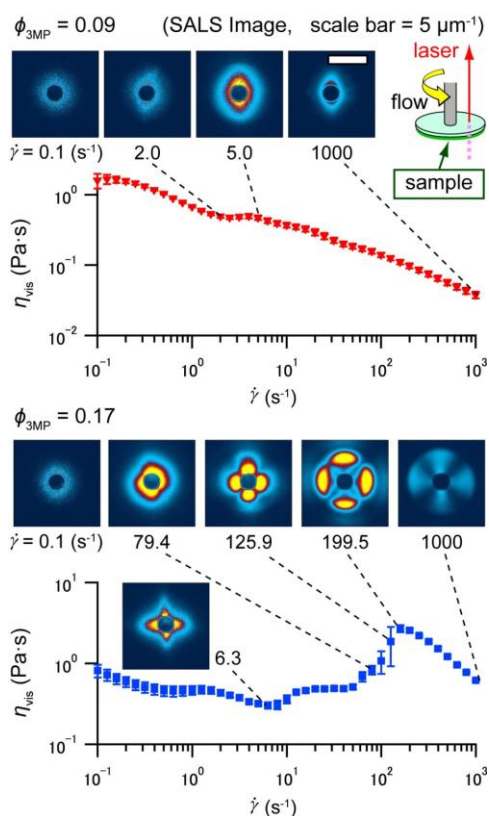 ϕ3MP = 0.09 (SALS Image, scale bar = 5 μm⁻¹)
laser
flow
sample
γ̇ = 0.1 (s⁻¹) 2.0 5.0 1000
10⁰
10⁻¹
10⁻²
ηvis (Pa·s)
10⁻¹ 10⁰ 10¹ 10² 10³
γ̇ (s⁻¹)
ϕ3MP = 0.17
γ̇ = 0.1 (s⁻¹) 79.4 125.9 199.5 1000
6.3
10¹
10⁰
10⁻¹
ηvis (Pa·s)
10⁻¹ 10⁰ 10¹ 10² 10³
γ̇ (s⁻¹)